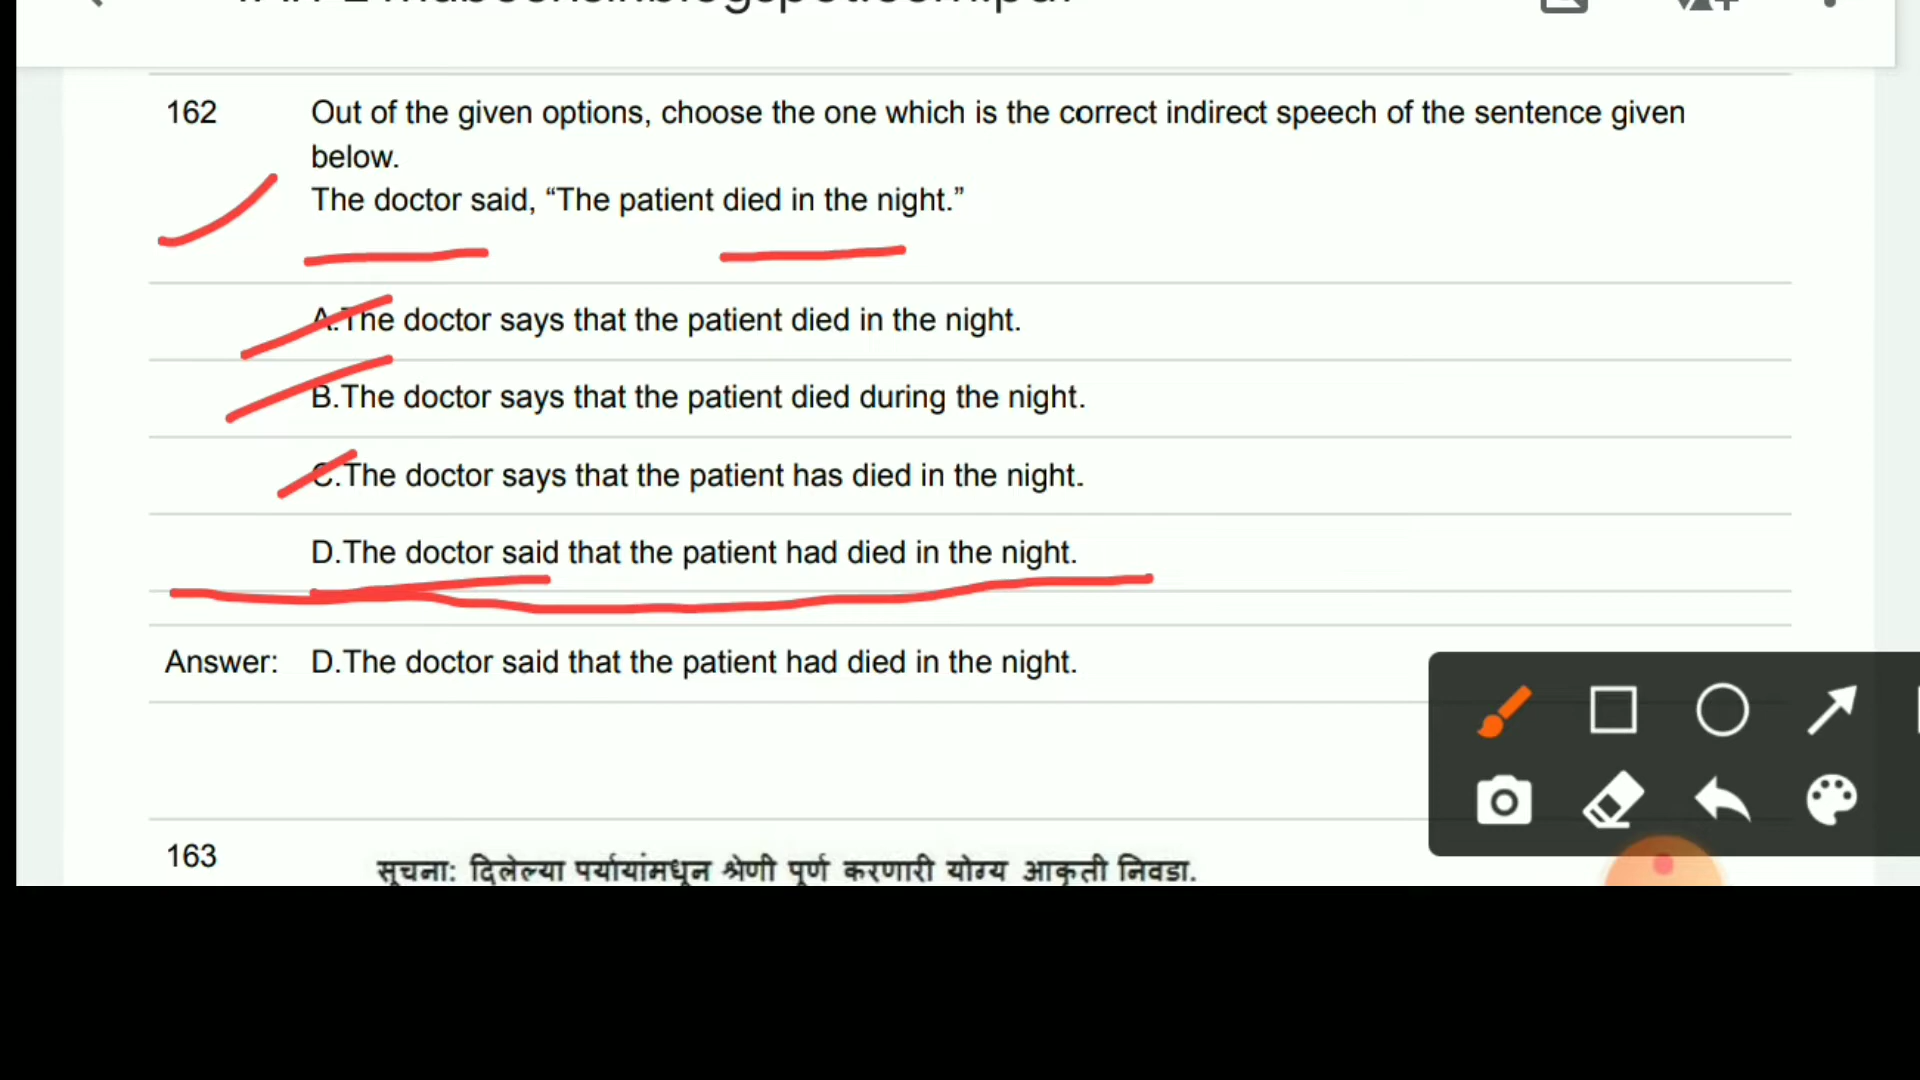 162
Out of the given options, choose the one which is the correct indirect speech of the sentence given
below.
The doctor said, “The patient died in the night.”
A.The doctor says that the patient died in the night.
B.The doctor says that the patient died during the night.
C.The doctor says that the patient has died in the night.
D.The doctor said that the patient had died in the night.
Answer: D.The doctor said that the patient had died in the night.
163
सूचना: दिलेल्या पर्यायांमधून श्रेणी पूर्ण करणारी योग्य आकृती निवडा.